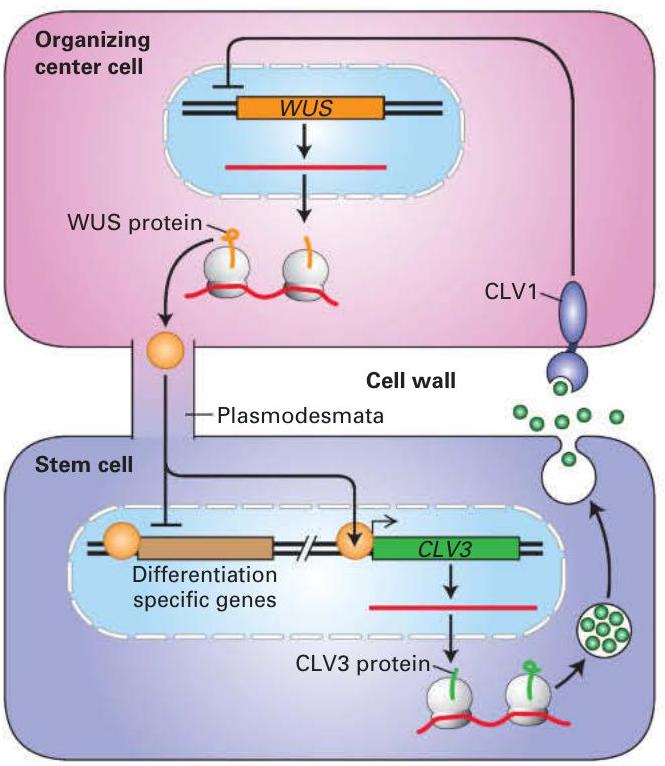 Organizing
center cell
WUS
WUS protein
CLV1
Cell wall
Plasmodesmata
Stem cell
CLV3
Differentiation
specific genes
CLV3 protein